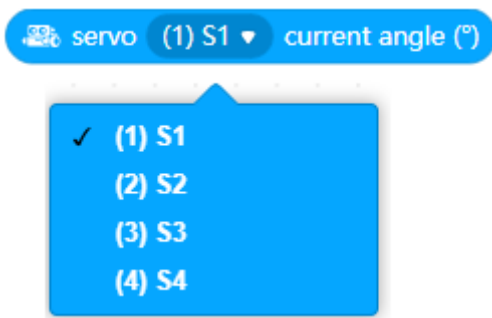 servo (1) S1 ▾ current angle (°)
✓ (1) S1
(2) S2
(3) S3
(4) S4